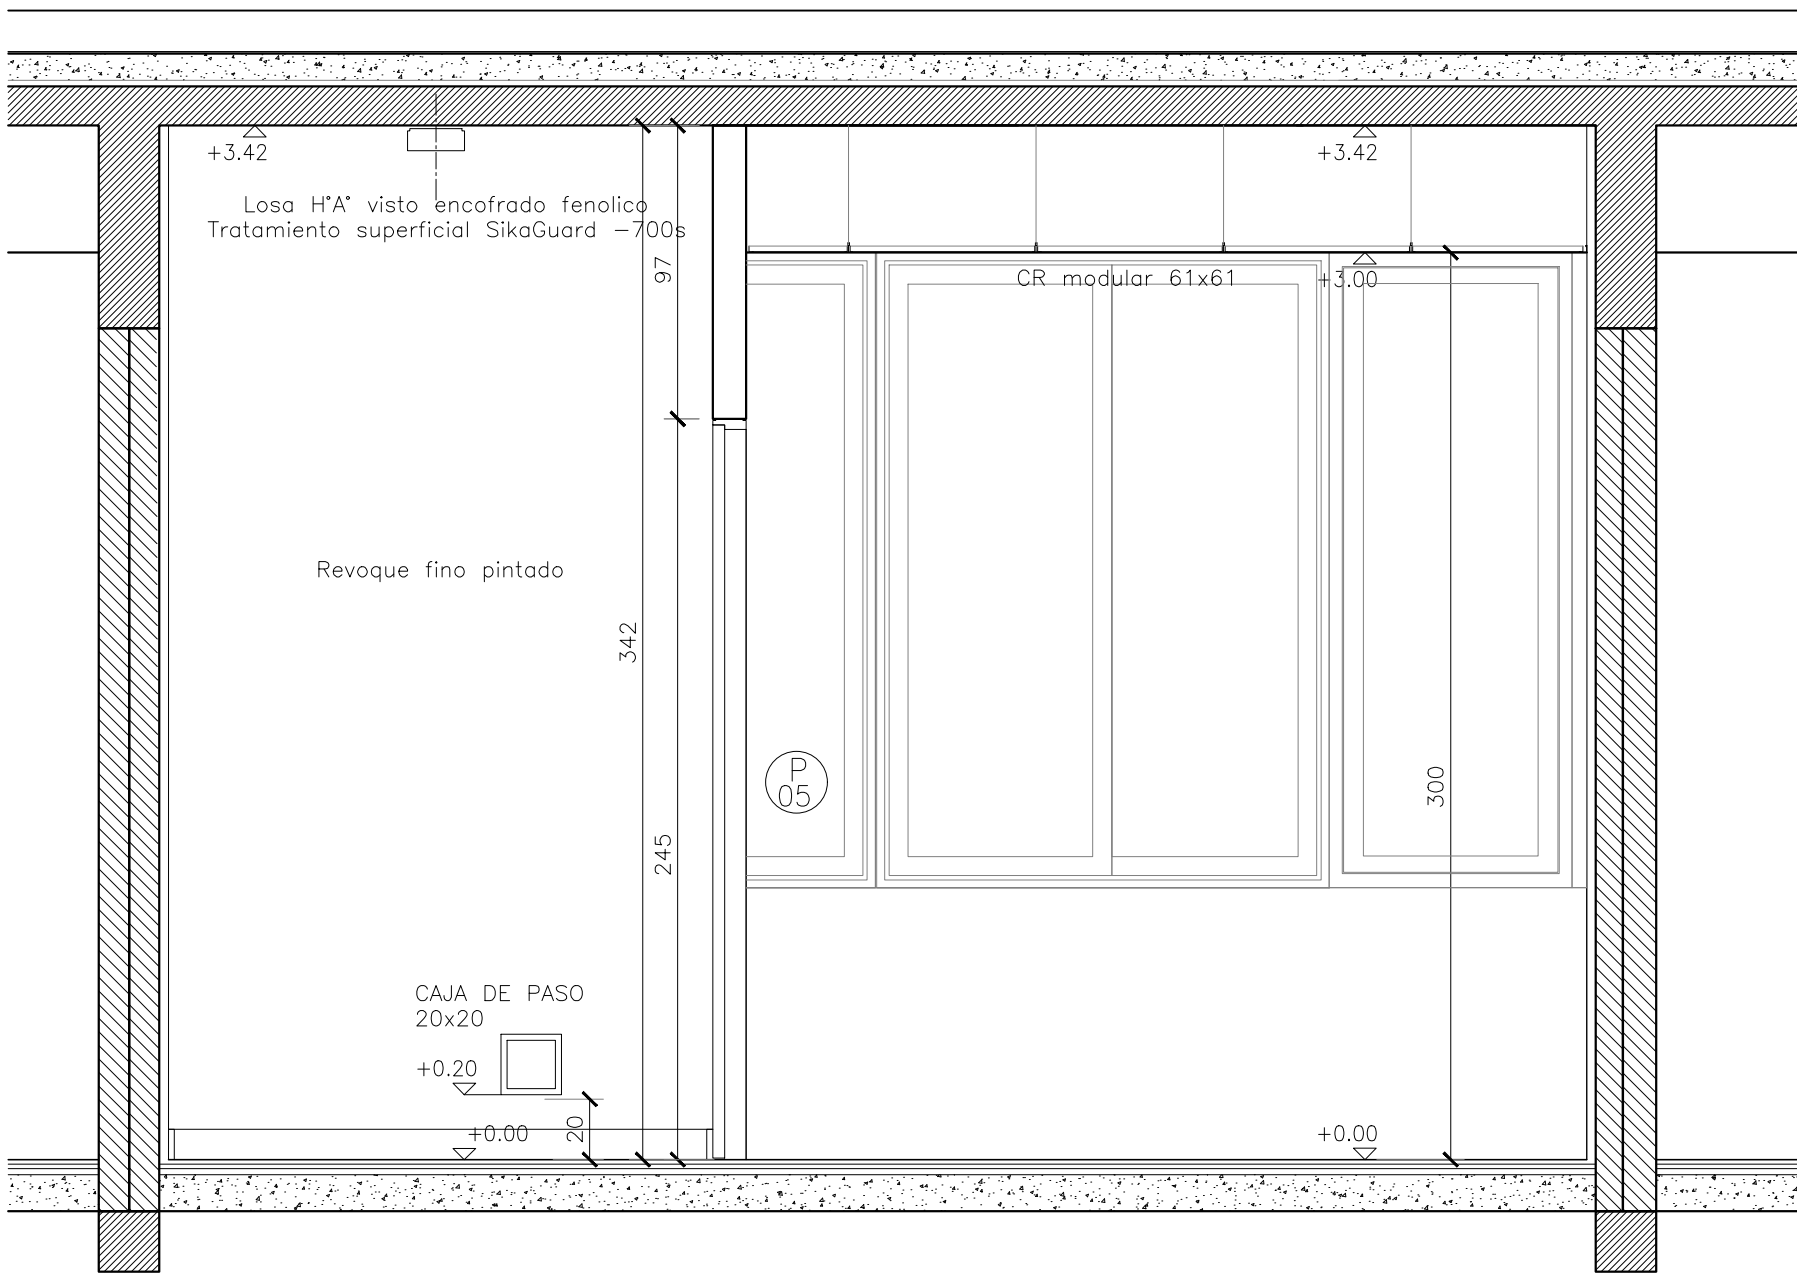 +3.42
+3.42
Losa H°A° visto encofrado fenolico
Tratamiento superficial SikaGuard -700s
97
CR modular 61x61
+3.00
Revoque fino pintado
342
P
05
300
245
CAJA DE PASO
20x20
+0.20
20
+0.00
+0.00